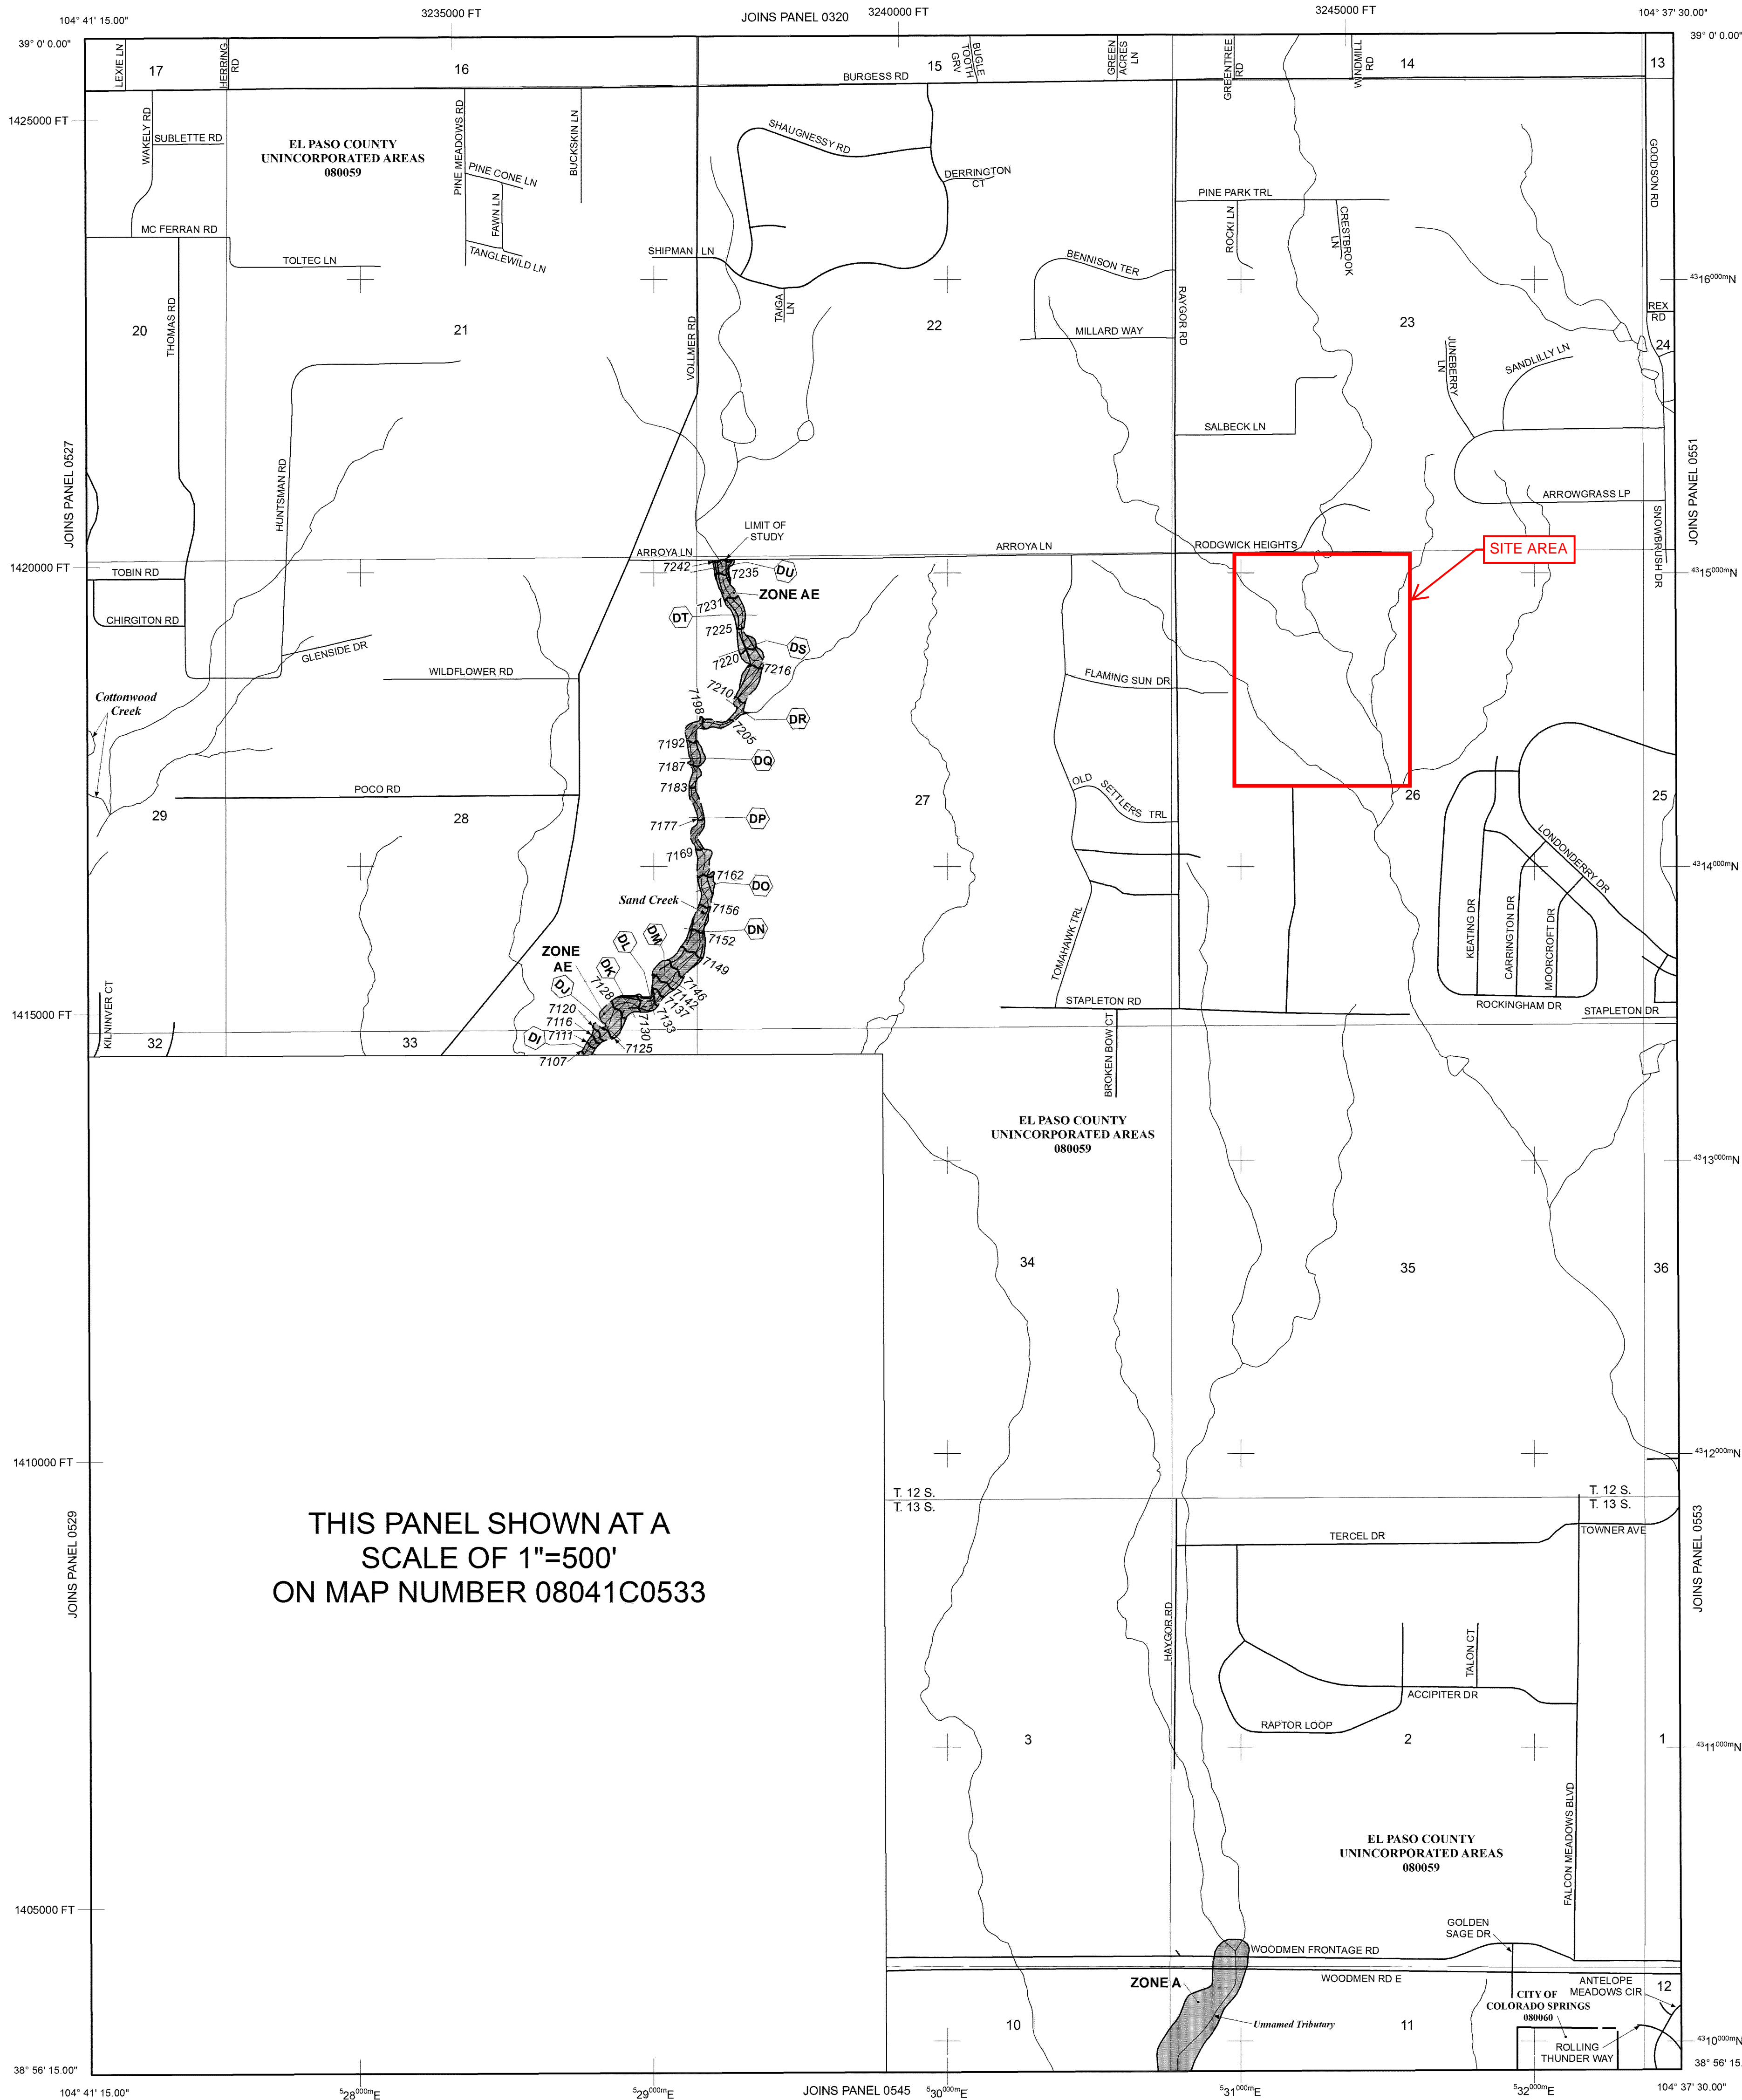 104° 41' 15.00"
3235000 FT
JOINS PANEL 0320
3240000 FT
3245000 FT
104° 37' 30.00"
39° 0' 0.00"
39° 0' 0.00"
LEXIE LN
17
HERRING
RD
16
15
BUGLE
TOOTH
GRV
GREEN
ACRES
LN
GREENTREE
RD
WINDMILL
RD
14
13
BURGESS RD
1425000 FT
WAKELY RD
SUBLETTE RD
EL PASO COUNTY
UNINCORPORATED AREAS
080059
PINE MEADOWS RD
PINE CONE LN
FAWN LN
TANGLEWILD LN
BUCKSKIN LN
SHAUGNESSY RD
DERRINGTON
CT
PINE PARK TRL
ROCKI LN
CRESTBROOK
LN
GOODSON RD
MC FERRAN RD
TOLTEC LN
SHIPMAN LN
TAIGA
LN
BENNISON TER
MILLARD WAY
RAYGOR RD
4316000mN
REX
RD
20
THOMAS RD
21
VOLLMER RD
22
23
24
JUNEBERRY
LN
SANDLILLY LN
SALBECK LN
JOINS PANEL 0527
HUNTSMAN RD
ARROWGRASS LP
JOINS PANEL 0551
SNOWBRUSH DR
LIMIT OF
STUDY
ARROYA LN
ARROYA LN
RODGWICK HEIGHTS
SITE AREA
1420000 FT
TOBIN RD
7242
7235
DU
ZONE AE
4315000mN
CHIRGITON RD
7231
DT
7225
DS
7220
7216
GLENSIDE DR
WILDFLOWER RD
7210
FLAMING SUN DR
Cottonwood
Creek
7198
DR
7205
7192
7187
DQ
7183
OLD
SETTLERS TRL
POCO RD
29
28
27
26
25
7177
DP
LONDONDERRY DR
7169
4314000mN
7162
DO
Sand Creek
7156
DN
7152
DM
DL
7149
ZONE
AE
DK
DJ
7128
7146
7142
7137
7133
7130
TOMAHAWK TRL
KEATING DR
CARRINGTON DR
MOORCROFT DR
ROCKINGHAM DR
STAPLETON RD
STAPLETON DR
1415000 FT
KILNINVER CT
32
33
7120
7116
DI
7111
7125
7107
BROKEN BOW CT
EL PASO COUNTY
UNINCORPORATED AREAS
080059
4313000mN
34
35
36
4312000mN
1410000 FT
T. 12 S.
T. 13 S.
T. 12 S.
T. 13 S.
JOINS PANEL 0529
THIS PANEL SHOWN AT A
SCALE OF 1"=500'
ON MAP NUMBER 08041C0533
TERCEL DR
TOWNER AVE
JOINS PANEL 0553
HAYGOR RD
TALON CT
ACCIPITER DR
RAPTOR LOOP
3
2
1
4311000mN
FALCON MEADOWS BLVD
EL PASO COUNTY
UNINCORPORATED AREAS
080059
1405000 FT
GOLDEN
SAGE DR
WOODMEN FRONTAGE RD
WOODMEN RD E
ZONE A
ANTELOPE
MEADOWS CIR
12
CITY OF
COLORADO SPRINGS
080060
10
Unnamed Tributary
11
ROLLING
THUNDER WAY
4310000mN
38° 56' 15.00"
38° 56' 15.
104° 41' 15.00"
528000mE
529000mE
JOINS PANEL 0545
530000mE
531000mE
532000mE
104° 37' 30.00"